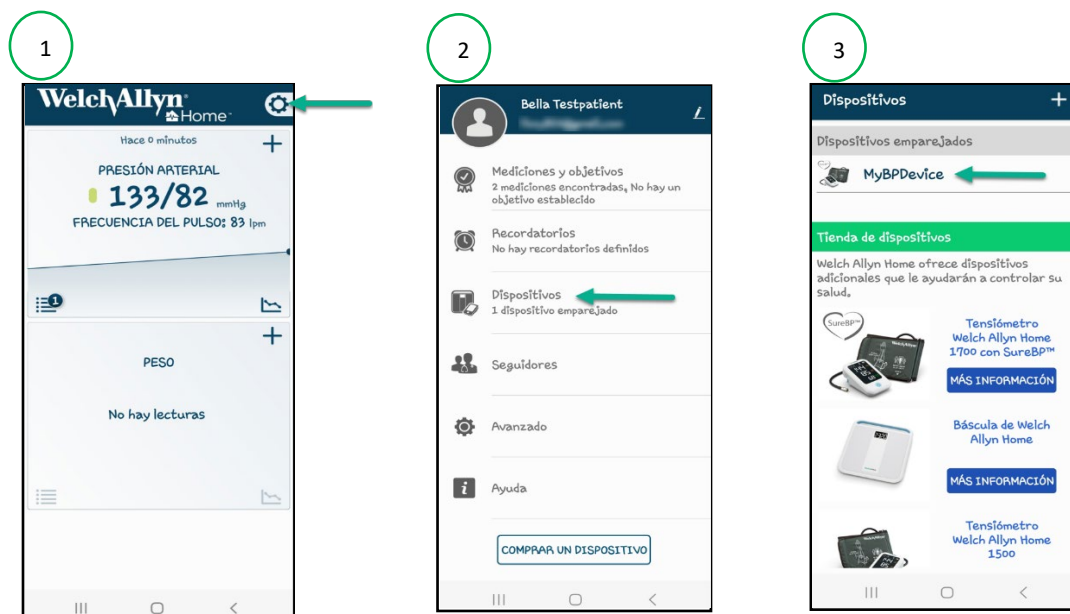 1
WelchAllyn®
Home™
Hace 0 minutos
PRESIÓN ARTERIAL
133/82 mmHg
FRECUENCIA DEL PULSO: 83 lpm
1
PESO
No hay lecturas
2
Bella Testpatient
Mediciones y objetivos
2 mediciones encontradas, No hay un
objetivo establecido
Recordatorios
No hay recordatorios definidos
Dispositivos
1 dispositivo emparejado
Seguidores
Avanzado
Ayuda
COMPRAR UN DISPOSITIVO
3
Dispositivos
Dispositivos emparejados
MyBPDevice
Tienda de dispositivos
Welch Allyn Home ofrece dispositivos
adicionales que le ayudarán a controlar su
salud.
SureBP™
Tensiómetro
Welch Allyn Home
1700 con SureBP™
MÁS INFORMACIÓN
Báscula de Welch
Allyn Home
MÁS INFORMACIÓN
Tensiómetro
Welch Allyn Home
1500